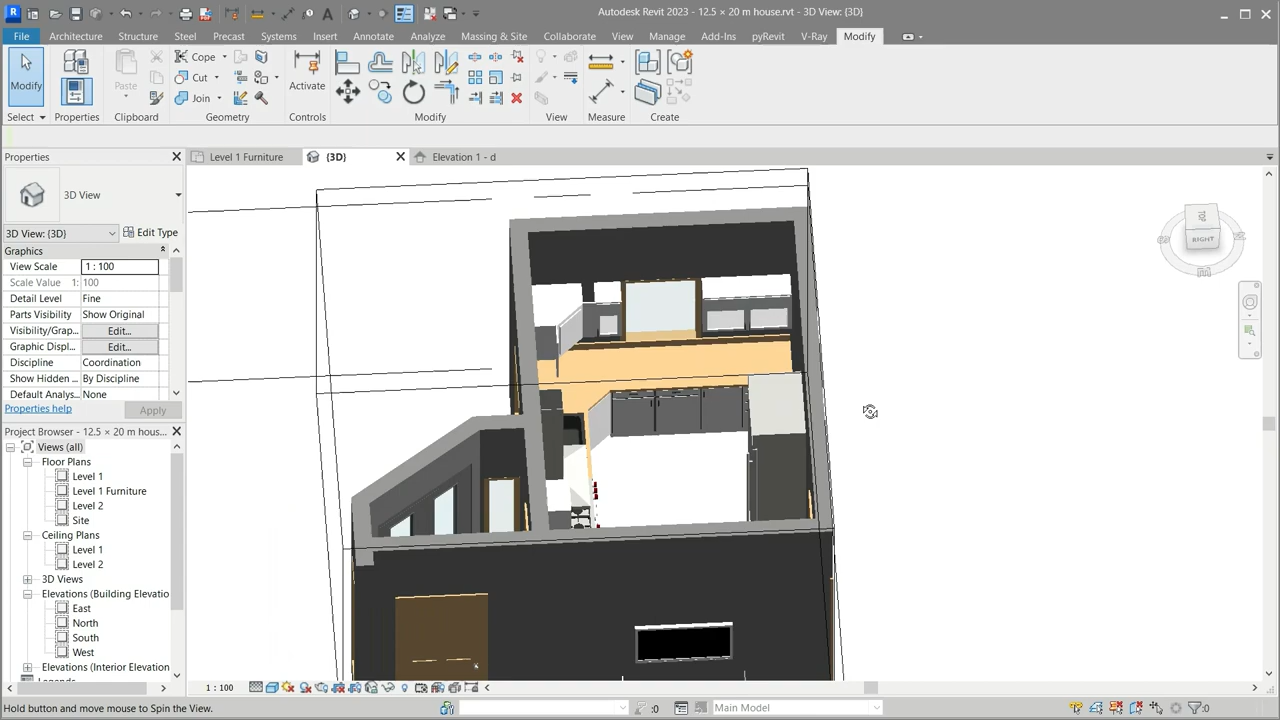 Autodesk Revit 2023 - 12.5 × 20 m house.rvt - 3D View: {3D}
File Architecture Structure Steel Precast Systems Insert Annotate Analyze Massing & Site Collaborate View Manage Add-Ins pyRevit V-Ray Modify
Modify
Paste
Cope
Cut
Join
Activate
Select Properties Clipboard Geometry Controls Modify View Measure Create
Properties
Level 1 Furniture
{3D}
Elevation 1 - d
3D View
3D View: {3D}
Edit Type
Graphics
View Scale 1 : 100
Scale Value 1: 100
Detail Level Fine
Parts Visibility Show Original
Visibility/Grap... Edit...
Graphic Displ... Edit...
Discipline Coordination
Show Hidden By Discipline
Default Analys... None
Properties help
Apply
Project Browser - 12.5 × 20 m hous...
Views (all)
Floor Plans
Level 1
Level 1 Furniture
Level 2
Site
Ceiling Plans
Level 1
Level 2
3D Views
Elevations (Building Elevatio
East
North
South
West
Elevations (Interior Elevation
RIGHT
1 : 100
Hold button and move mouse to Spin the View.
:0
Main Model
:0